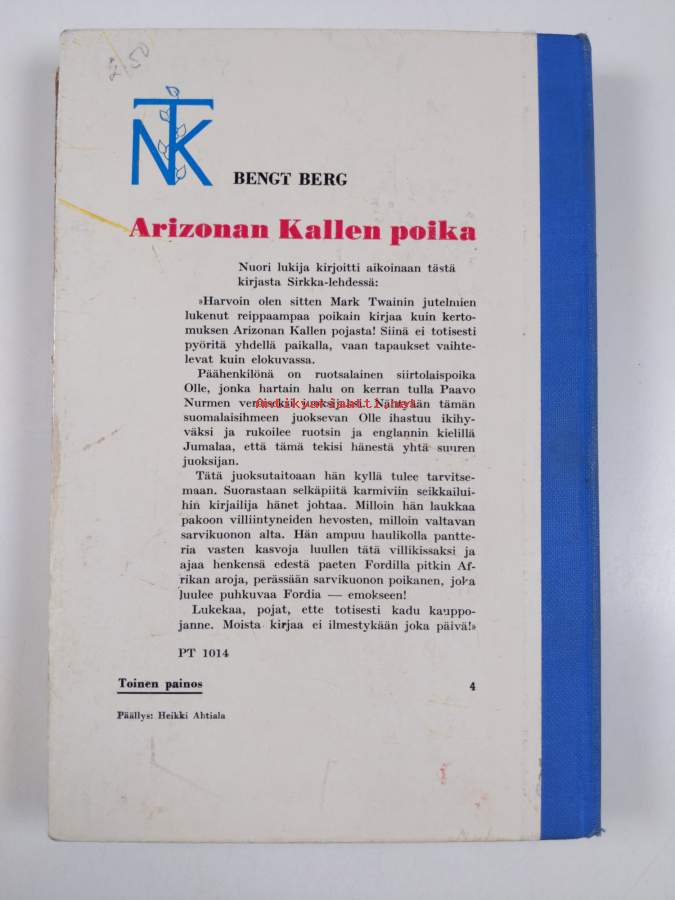 2,50
NTK
BENGT BERG
Arizonan Kallen poika
Nuori lukija kirjoitti aikoinaan tästä
kirjasta Sirkka-lehdessä:
»Harvoin olen sitten Mark Twainin jutelmien
lukenut reippaampaa poikain kirjaa kuin kerto-
muksen Arizonan Kallen pojasta! Siinä ei totisesti
pyöritä yhdellä paikalla, vaan tapaukset vaihte-
levat kuin elokuvassa.
Päähenkilönä on ruotsalainen siirtolaispoika
Olle, jonka hartain halu on kerran tulla Paavo
Nurmen
suomalaisihmeen juoksevan Olle ihastuu ikihy-
väksi ja rukoilee ruotsin ja englannin kielillä
Jumalaa, että tämä tekisi hänestä yhtä suuren
juoksijan.
Tätä juoksutaitoaan hän kyllä tulee tarvitse-
maan. Suorastaan selkäpiitä karmiviin seikkailui-
hin kirjailija hänet johtaa. Milloin hän laukkaa
pakoon villiintyneiden hevosten, milloin valtavan
sarvikuonon alta. Hän ampuu haulikolla pantte-
ria vasten kasvoja luullen tätä villikissaksi ja
ajaa henkensä edestä paeten Fordilla pitkin Af-
rikan aroja, perässään sarvikuonon poikanen, joka
luulee puhkuvaa Fordia — emokseen!
Lukekaa, pojat, ette totisesti kadu kauppo-
janne. Moista kirjaa ei ilmestykään joka päivä!»
PT 1014
Toinen painos 4
Päällys: Heikki Ahtiala